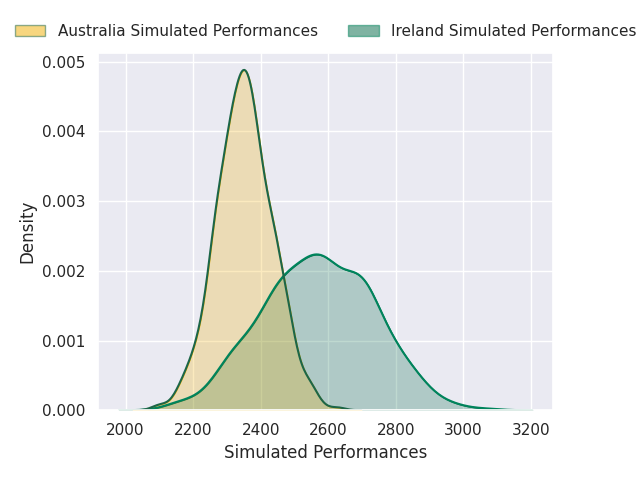 Australia Simulated Performances Ireland Simulated Performances
0.005
0.004
0.003
0.002
0.001
0.000
Density
2000 2200 2400 2600 2800 3000 3200
Simulated Performances